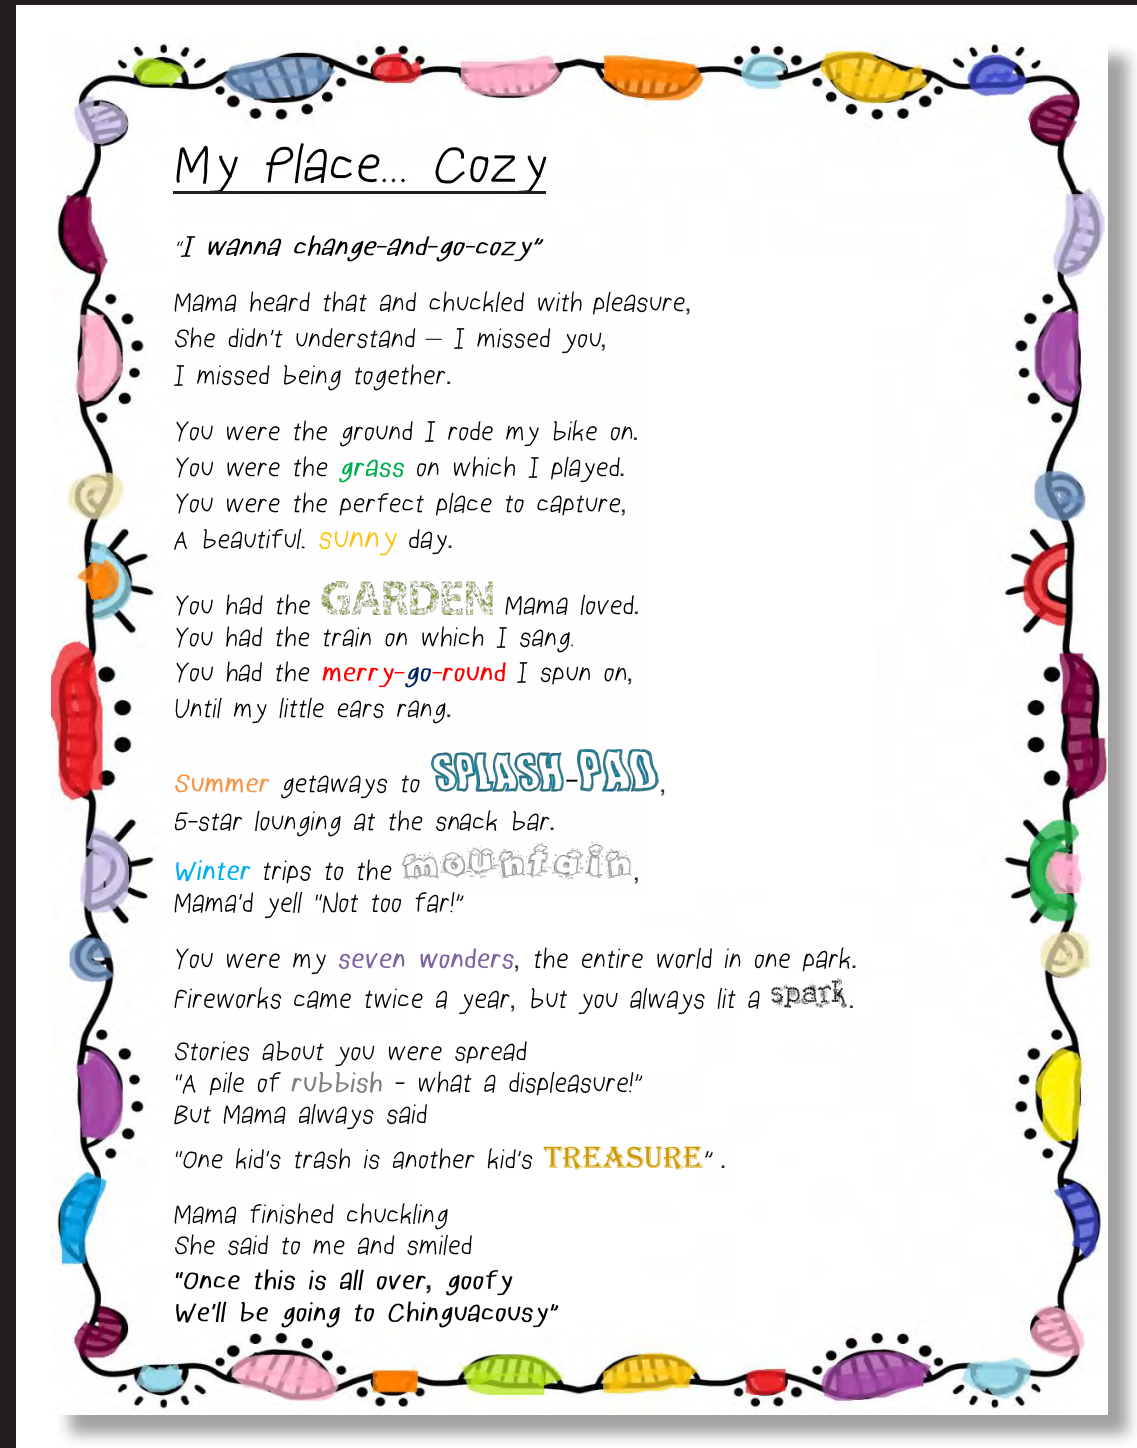 My Place... Cozy
"I wanna change-and-go-cozy"
Mama heard that and chuckled with pleasure,
She didn't understand – I missed you,
I missed being together.
You were the ground I rode my bike on.
You were the grass on which I played.
You were the perfect place to capture,
A beautiful. sunny day.
You had the GARDEN Mama loved.
You had the train on which I sang.
You had the merry-go-round I spun on,
Until my little ears rang.
Summer getaways to SPLASH-PAD,
5-star lounging at the snack bar.
Winter trips to the mountain,
Mama'd yell "Not too far!"
You were my seven wonders, the entire world in one park.
Fireworks came twice a year, but you always lit a spark.
Stories about you were spread
"A pile of rubbish - what a displeasure!"
But Mama always said
"One kid's trash is another kid's TREASURE" .
Mama finished chuckling
She said to me and smiled
"Once this is all over, goofy
We'll be going to Chinguacousy"